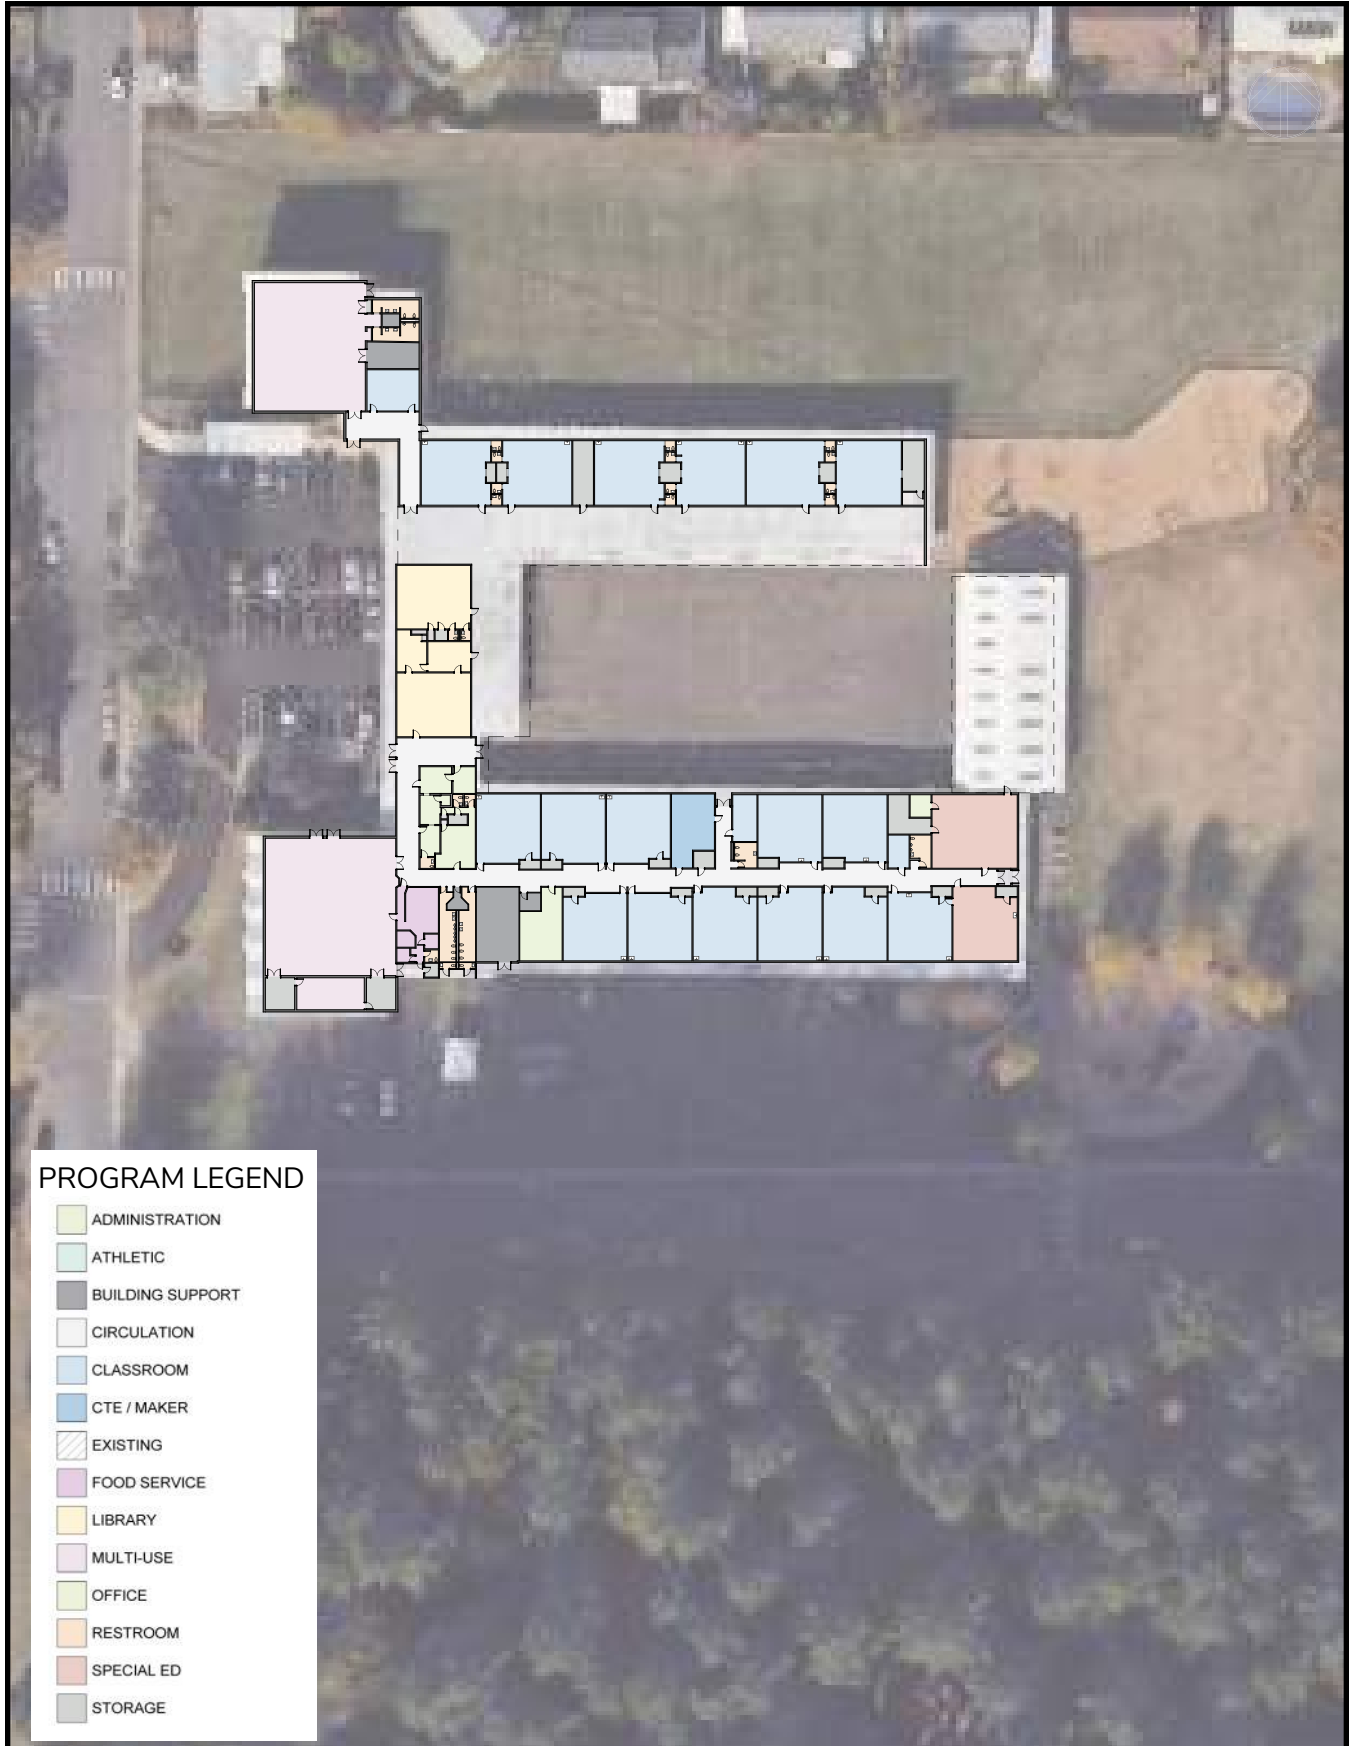 PROGRAM LEGEND
ADMINISTRATION
ATHLETIC
BUILDING SUPPORT
CIRCULATION
CLASSROOM
CTE / MAKER
EXISTING
FOOD SERVICE
LIBRARY
MULTI-USE
OFFICE
RESTROOM
SPECIAL ED
STORAGE